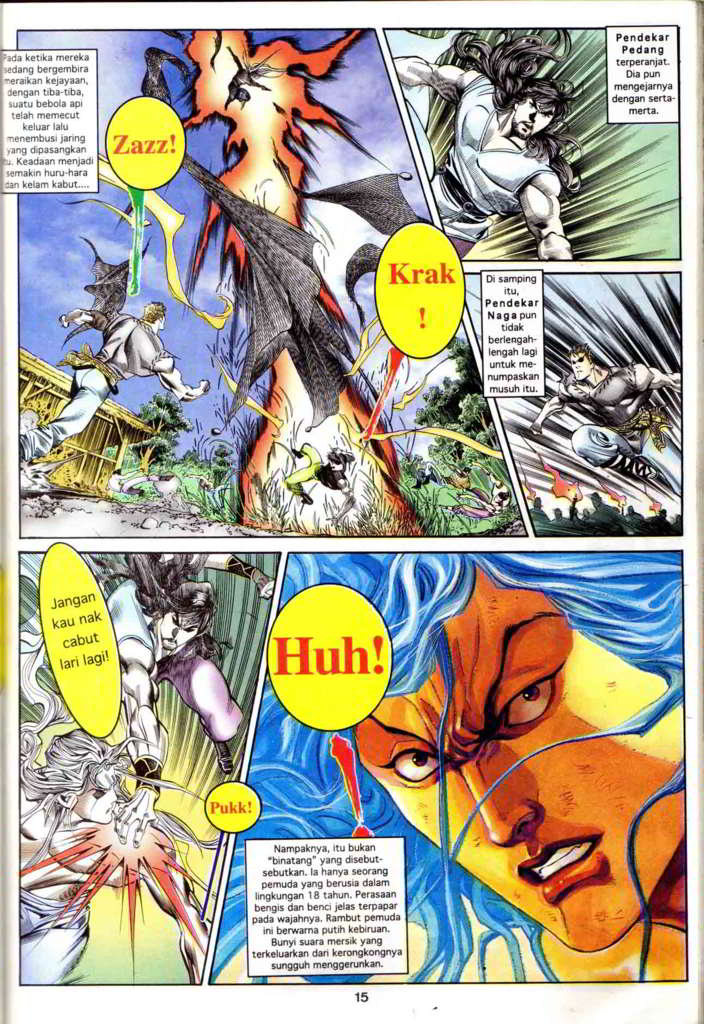 Pada ketika mereka
sedang bergembira
meraikan kejayaan,
dengan tiba-tiba,
suatu bebola api
telah memecut
keluar lalu
menembusi jaring
yang dipasangkan
itu. Keadaan menjadi
semakin huru-hara
dan kelam kabut....
Zazz!
Krak
!
Pendekar
Pedang
terperanjat.
Dia pun
mengejarnya
dengan serta-
merta.
Di samping
itu,
Pendekar
Naga pun
tidak
berlengah-
lengah lagi
untuk me-
numpaskan
musuh itu.
Jangan
kau nak
cabut
lari lagi!
Pukk!
Huh!
Nampaknya, itu bukan
"binatang" yang disebut-
sebutkan. Ia hanya seorang
pemuda yang berusia dalam
lingkungan 18 tahun. Perasaan
bengis dan benci jelas terpapar
pada wajahnya. Rambut pemuda
ini berwarna putih kebiruan.
Bunyi suara mersik yang
terkeluarkan dari kerongkongnya
sungguh menggerunkan.
15